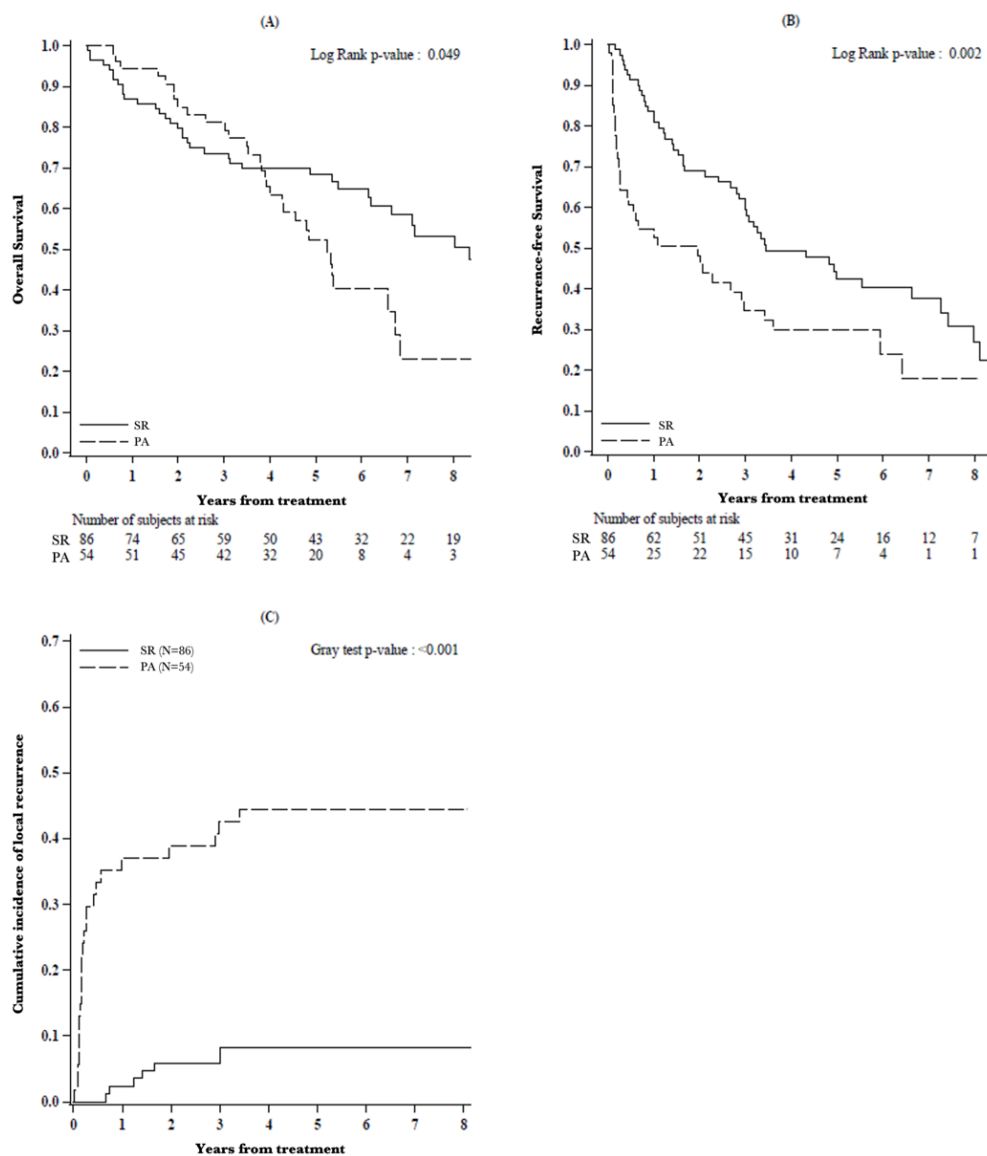 (A)
Log Rank p-value : 0.049
Overall Survival
1.0
0.9
0.8
0.7
0.6
0.5
0.4
0.3
0.2
0.1
0.0
SR
PA
0 1 2 3 4 5 6 7 8
Years from treatment
Number of subjects at risk
SR 86 74 65 59 50 43 32 22 19
PA 54 51 45 42 32 20 8 4 3
(B)
Log Rank p-value : 0.002
Recurrence-free Survival
1.0
0.9
0.8
0.7
0.6
0.5
0.4
0.3
0.2
0.1
0.0
SR
PA
0 1 2 3 4 5 6 7 8
Years from treatment
Number of subjects at risk
SR 86 62 51 45 31 24 16 12 7
PA 54 25 22 15 10 7 4 1 1
(C)
SR (N=86)
PA (N=54)
Gray test p-value : <0.001
Cumulative incidence of local recurrence
0.7
0.6
0.5
0.4
0.3
0.2
0.1
0.0
0 1 2 3 4 5 6 7 8
Years from treatment